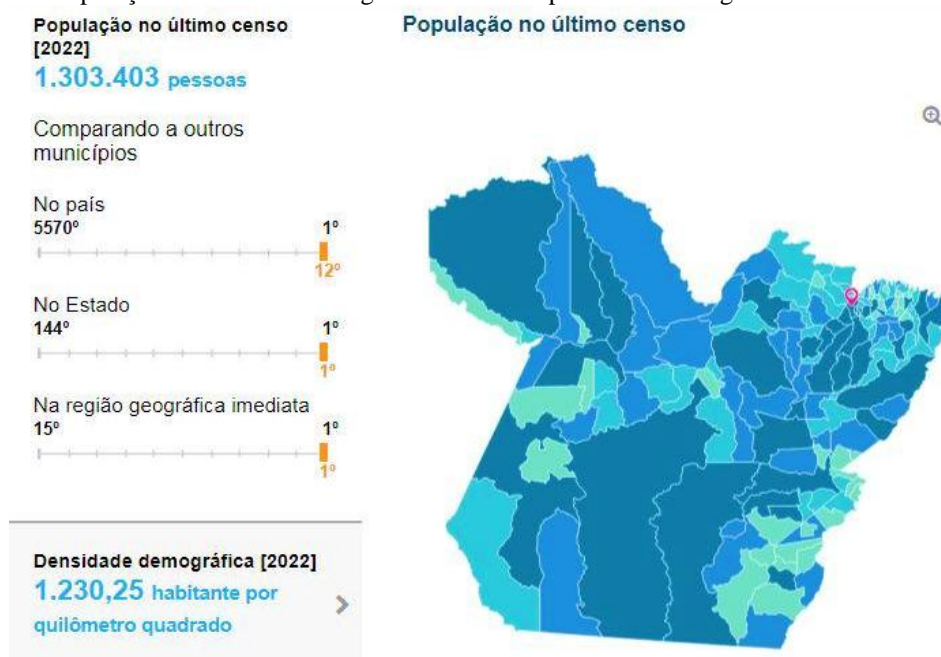 População no último censo
[2022]
1.303.403 pessoas
Comparando a outros
municípios
No país
5570º 1º
12º
No Estado
144º 1º
1º
Na região geográfica imediata
15º 1º
1º
Densidade demográfica [2022]
1.230,25 habitante por
quilômetro quadrado
População no último censo